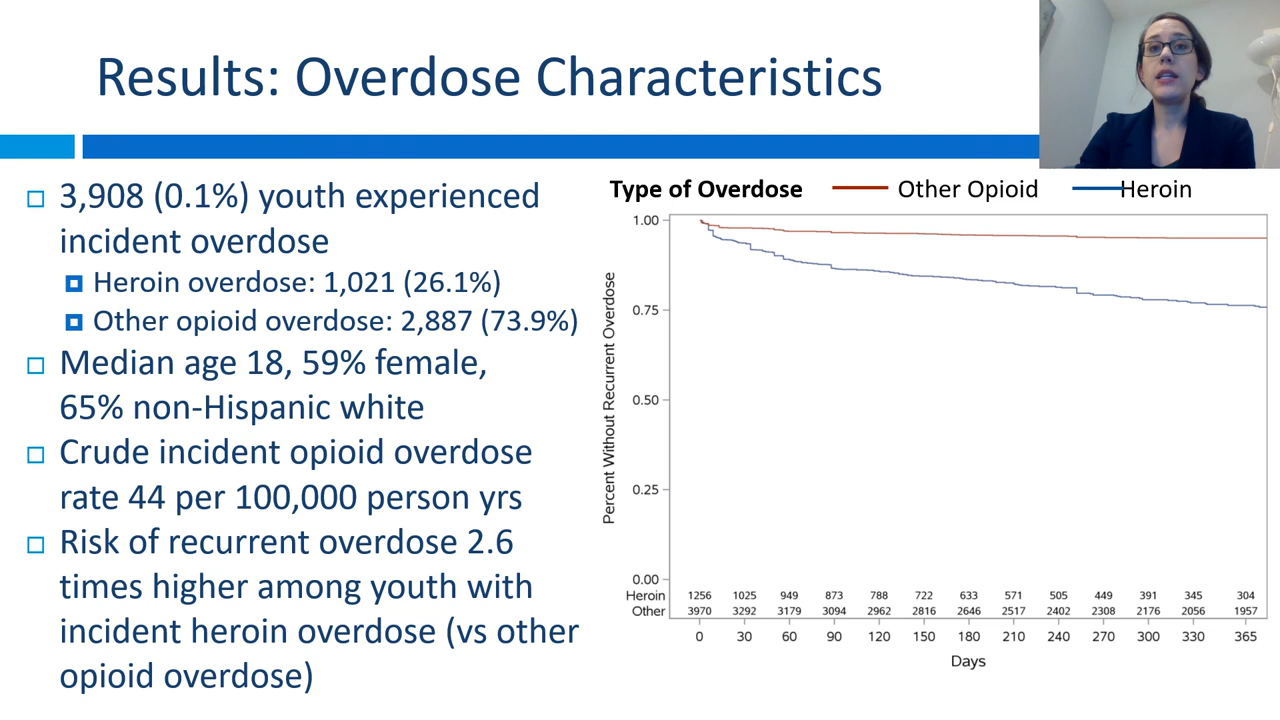 Results: Overdose Characteristics
3,908 (0.1%) youth experienced
incident overdose
Heroin overdose: 1,021 (26.1%)
Other opioid overdose: 2,887 (73.9%)
Median age 18, 59% female,
65% non-Hispanic white
Crude incident opioid overdose
rate 44 per 100,000 person yrs
Risk of recurrent overdose 2.6
times higher among youth with
incident heroin overdose (vs other
opioid overdose)
Type of Overdose Other Opioid Heroin
Percent Without Recurrent Overdose
1.00
0.75
0.50
0.25
0.00
Heroin 1256 1025 949 873 788 722 633 571 505 449 391 345 304
Other 3970 3292 3179 3094 2962 2816 2646 2517 2402 2308 2176 2056 1957
0 30 60 90 120 150 180 210 240 270 300 330 365
Days